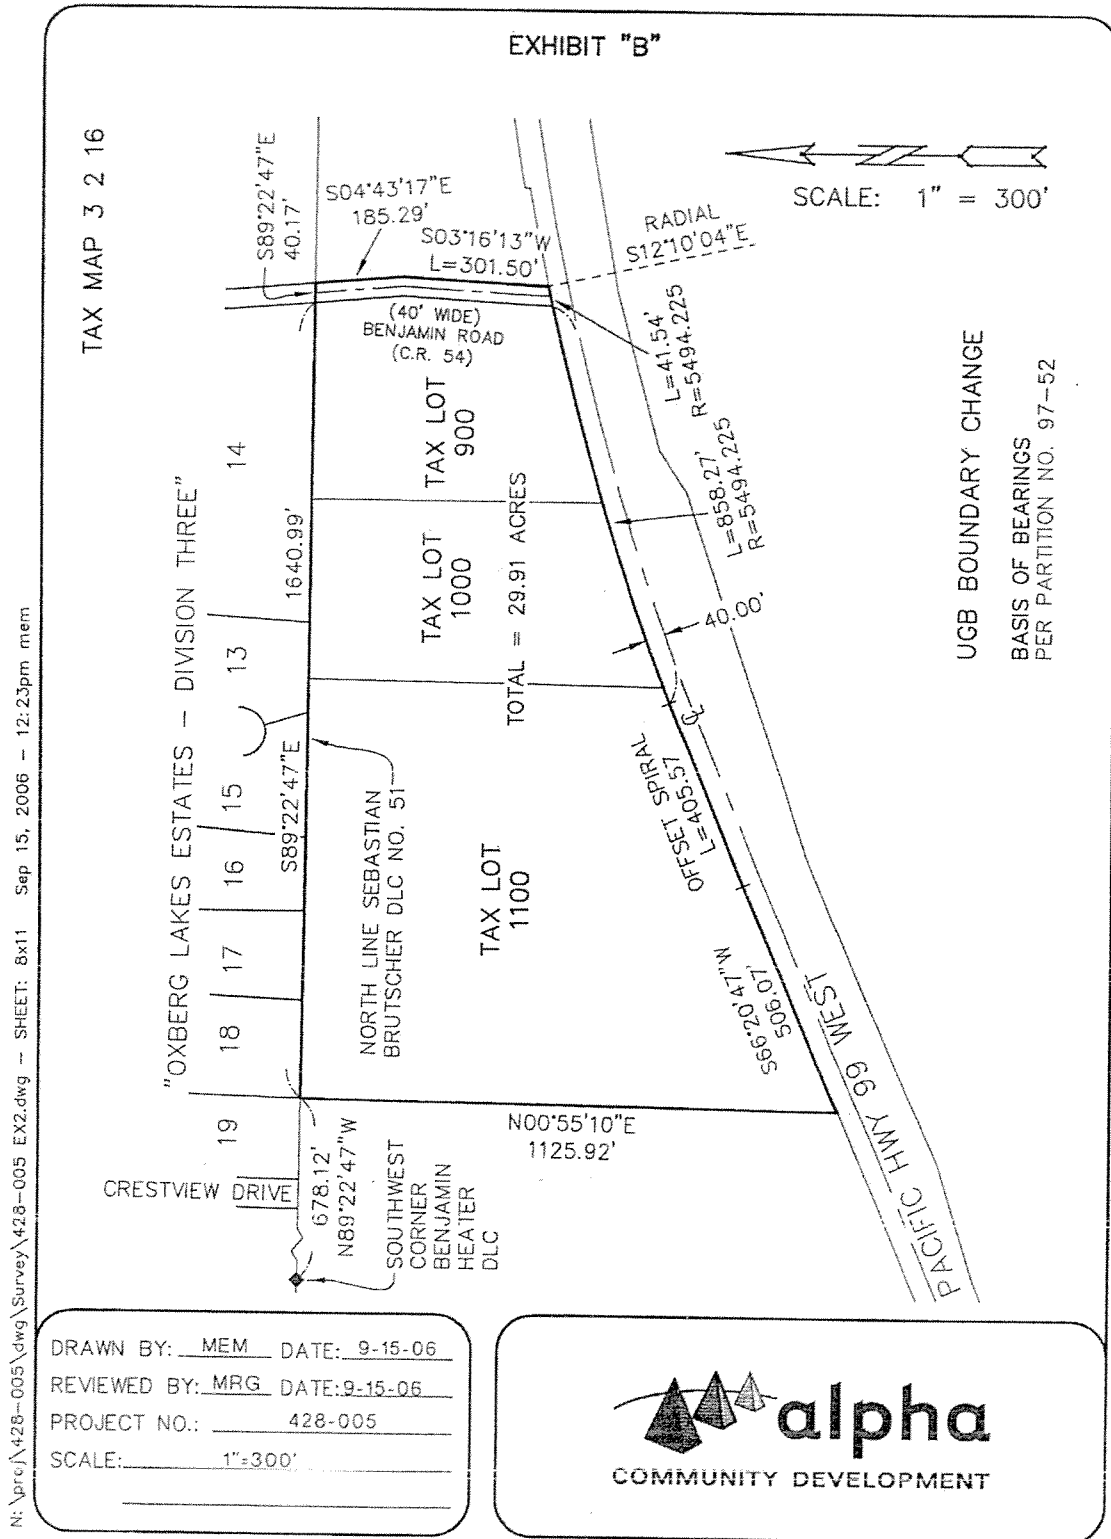 EXHIBIT "B"
TAX MAP 3 2 16
S89°22'47"E
40.17'
S04°43'17"E
185.29'
S03°16'13"W
L=301.50'
RADIAL
S12°10'04"E
SCALE: 1" = 300'
(40' WIDE)
BENJAMIN ROAD
(C.R. 54)
L=41.54'
R=5494.225
L=858.27'
R=5494.225
"OXBERG LAKES ESTATES - DIVISION THREE"
14
13
15
16
17
18
19
1640.99'
S89°22'47"E
TAX LOT
900
TAX LOT
1000
TOTAL = 29.91 ACRES
40.00'
UGB BOUNDARY CHANGE
BASIS OF BEARINGS
PER PARTITION NO. 97-52
NORTH LINE SEBASTIAN
BRUTSCHER DLC NO. 51
TAX LOT
1100
OFFSET SPIRAL
L=405.57
CL
S66°20'47"W
506.07'
PACIFIC HWY 99 WEST
N00°55'10"E
1125.92'
CRESTVIEW DRIVE
678.12'
N89°22'47"W
SOUTHWEST
CORNER
BENJAMIN
HEATER
DLC
N:\proj\428-005\dwg\Survey\428-005 EX2.dwg - SHEET: 8x11 Sep 15, 2006 - 12:23pm mem
DRAWN BY: MEM DATE: 9-15-06
REVIEWED BY: MRG DATE: 9-15-06
PROJECT NO.: 428-005
SCALE: 1"=300'
alpha
COMMUNITY DEVELOPMENT